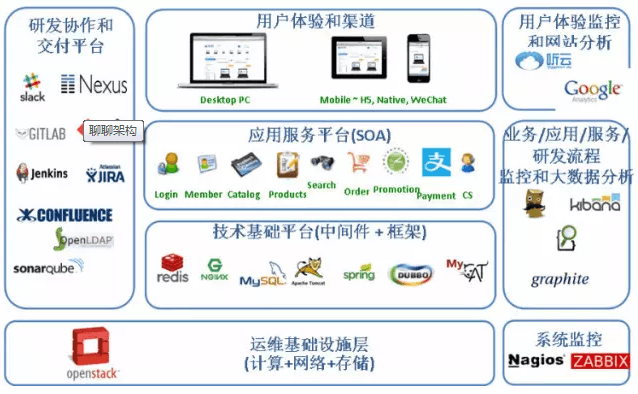 研发协作和
交付平台
slack
Nexus
GITLAB
聊聊架构
Jenkins
Atlassian
JIRA
CONFLUENCE
OpenLDAP
sonarqube
用户体验和渠道
Desktop PC
Mobile ~ H5, Native, WeChat
应用服务平台(SOA)
Login
Member
Catalog
Products
Search
Order
Promotion
Payment
CS
技术基础平台(中间件 + 框架)
redis
NGINX
MySQL
Apache Tomcat
spring
DUBBO
MyCAT
用户体验监控
和网站分析
听云
Google
Analytics
业务/应用/服务/
研发流程
监控和大数据分析
kibana
graphite
openstack
运维基础设施层
(计算+网络+存储)
系统监控
Nagios
ZABBIX